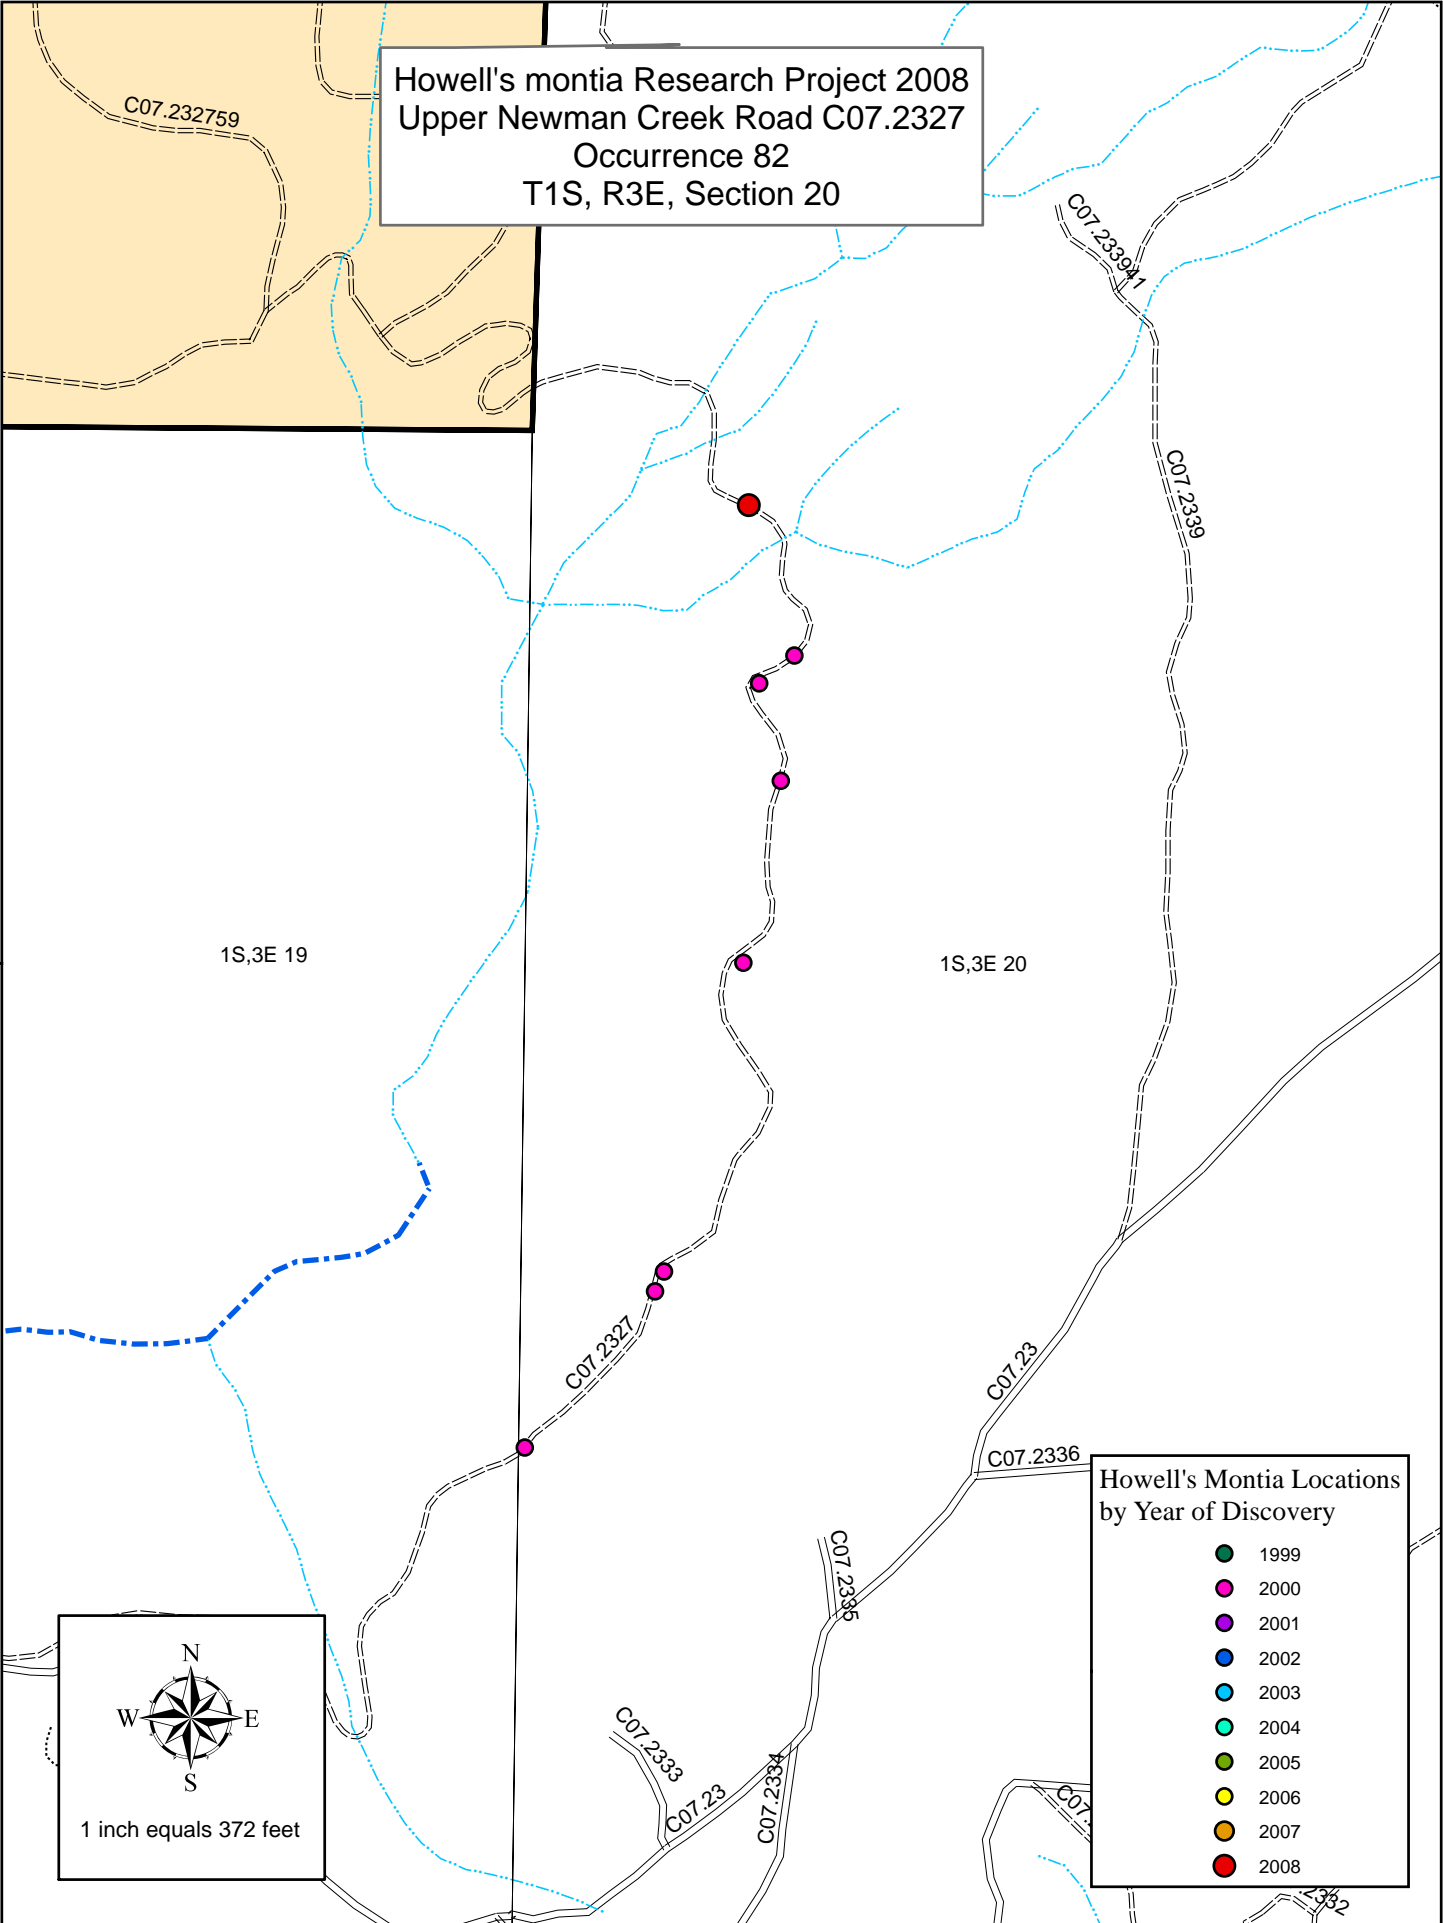 Howell's montia Research Project 2008
Upper Newman Creek Road C07.2327
Occurrence 82
T1S, R3E, Section 20
C07.232759
C07.233941
C07.2339
1S,3E 19
1S,3E 20
C07.2327
C07.23
C07.2336
C07.2335
C07.2333
C07.23
C07.2334
C07.
.2332
N
W
E
S
1 inch equals 372 feet
Howell's Montia Locations
by Year of Discovery
1999
2000
2001
2002
2003
2004
2005
2006
2007
2008